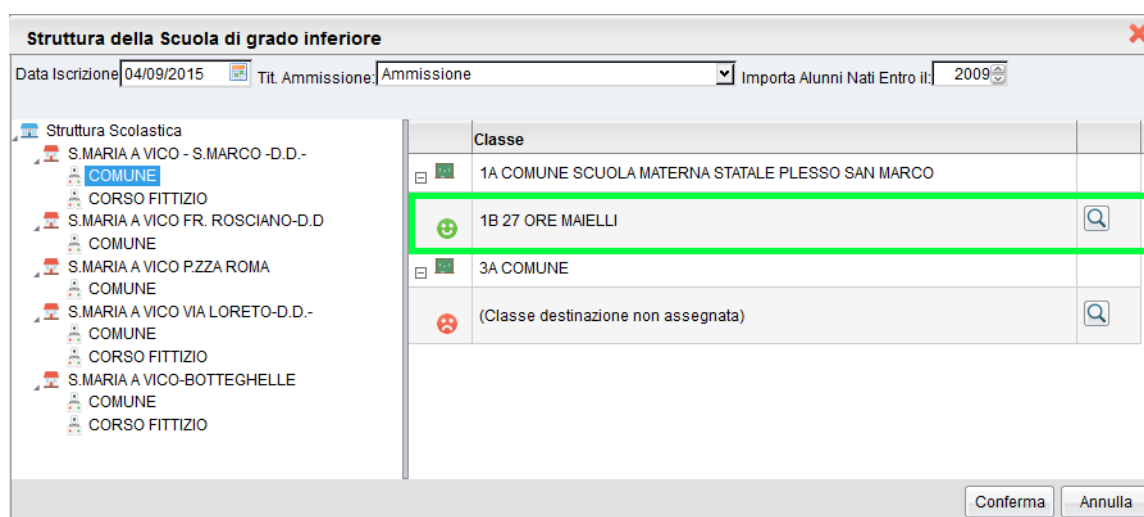 Struttura della Scuola di grado inferiore
Data Iscrizione 04/09/2015 Tit. Ammissione: Ammissione Importa Alunni Nati Entro il: 2009
Struttura Scolastica
S.MARIA A VICO - S.MARCO -D.D.-
COMUNE
CORSO FITTIZIO
S.MARIA A VICO FR. ROSCIANO-D.D
COMUNE
S.MARIA A VICO P.ZZA ROMA
COMUNE
S.MARIA A VICO VIA LORETO-D.D.-
COMUNE
CORSO FITTIZIO
S.MARIA A VICO-BOTTEGHELLE
COMUNE
CORSO FITTIZIO
Classe
1A COMUNE SCUOLA MATERNA STATALE PLESSO SAN MARCO
1B 27 ORE MAIELLI
3A COMUNE
(Classe destinazione non assegnata)
Conferma Annulla